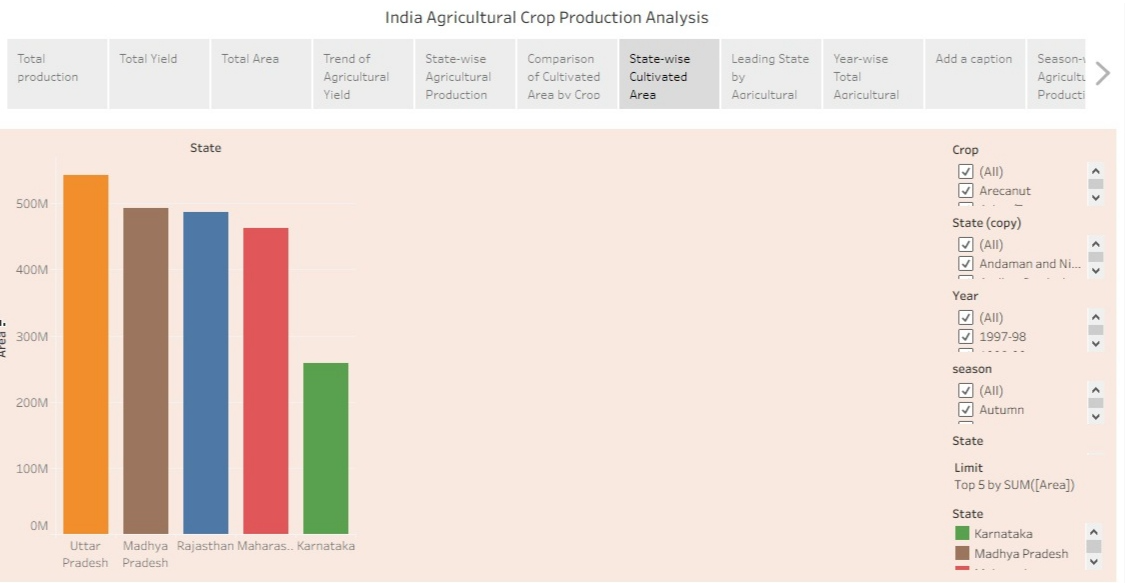 India Agricultural Crop Production Analysis
Total
production
Total Yield
Total Area
Trend of
Agricultural
Yield
State-wise
Agricultural
Production
Comparison
of Cultivated
Area by Crop
State-wise
Cultivated
Area
Leading State
by
Agricultural
Year-wise
Total
Agricultural
Add a caption
Season-
Agricultu
Producti
State
Area
500M
400M
300M
200M
100M
0M
Uttar
Pradesh
Madhya
Pradesh
Rajasthan
Maharas..
Karnataka
Crop
(All)
Arecanut
State (copy)
(All)
Andaman and Ni...
Year
(All)
1997-98
season
(All)
Autumn
State
Limit
Top 5 by SUM([Area])
State
Karnataka
Madhya Pradesh